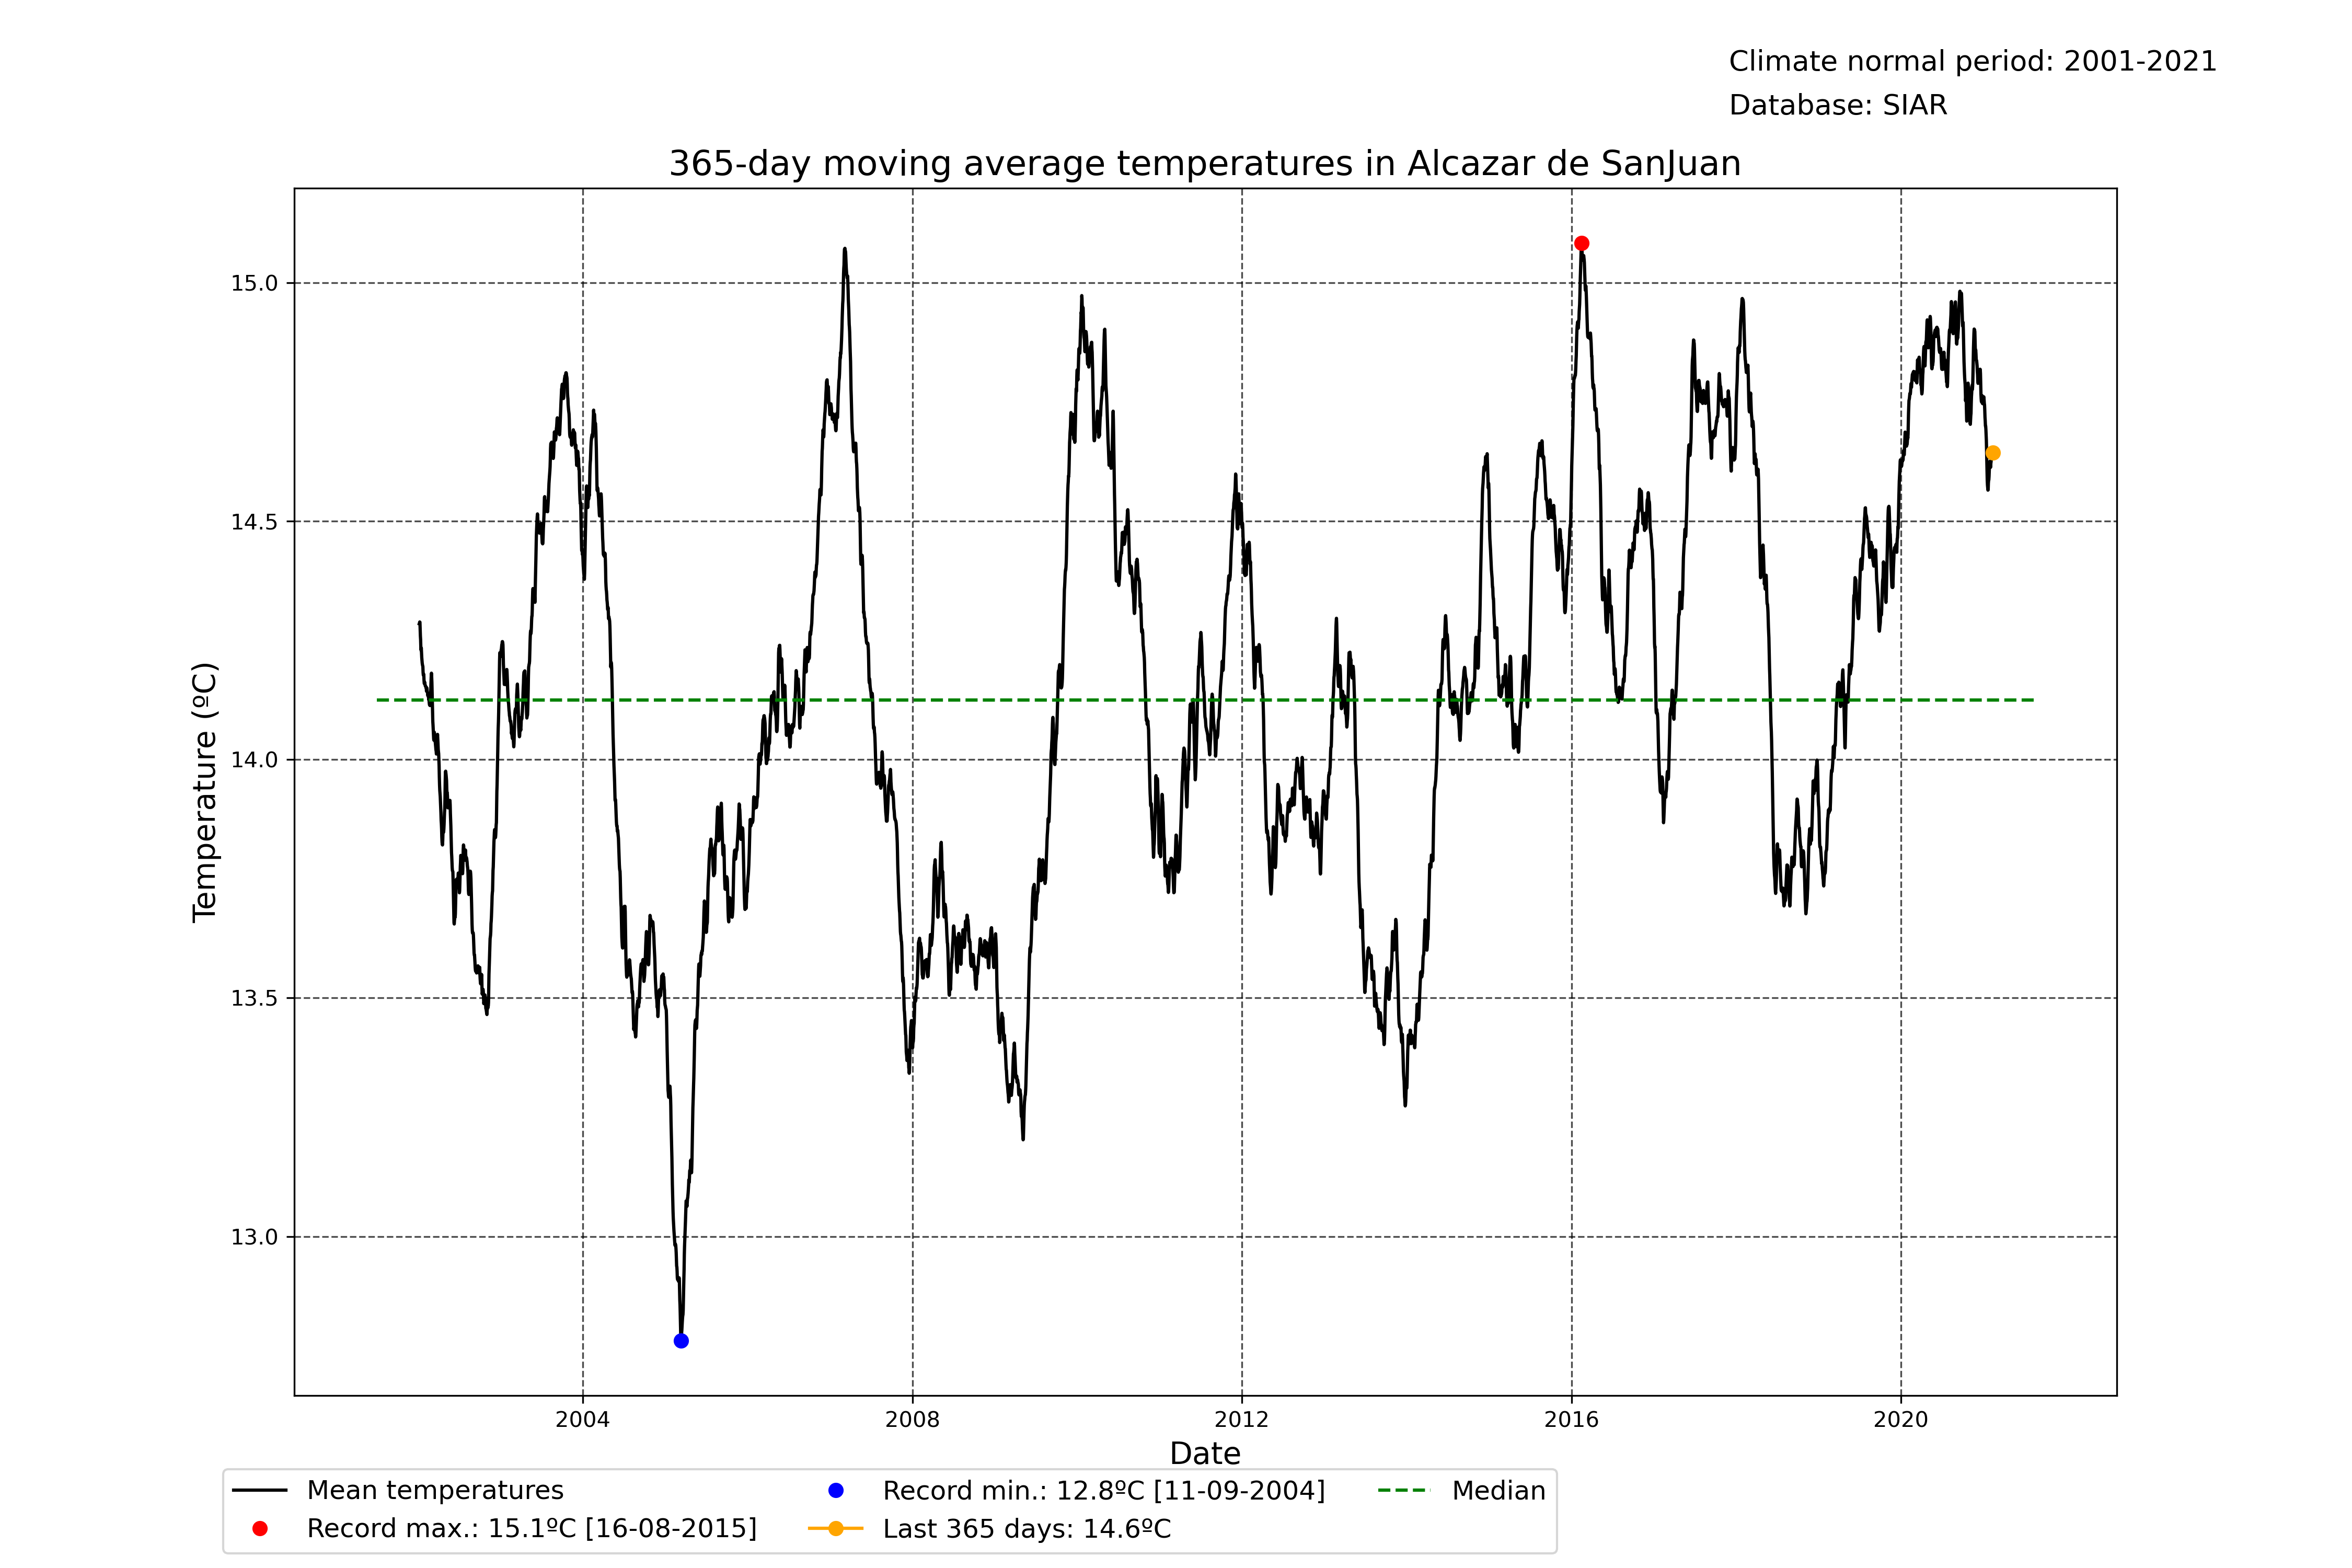 Climate normal period: 2001-2021
Database: SIAR
365-day moving average temperatures in Alcazar de SanJuan
15.0
14.5
14.0
13.5
13.0
Temperature (ºC)
2004 2008 2012 2016 2020
Date
Mean temperatures
Record max.: 15.1ºC [16-08-2015]
Record min.: 12.8ºC [11-09-2004]
Last 365 days: 14.6ºC
Median